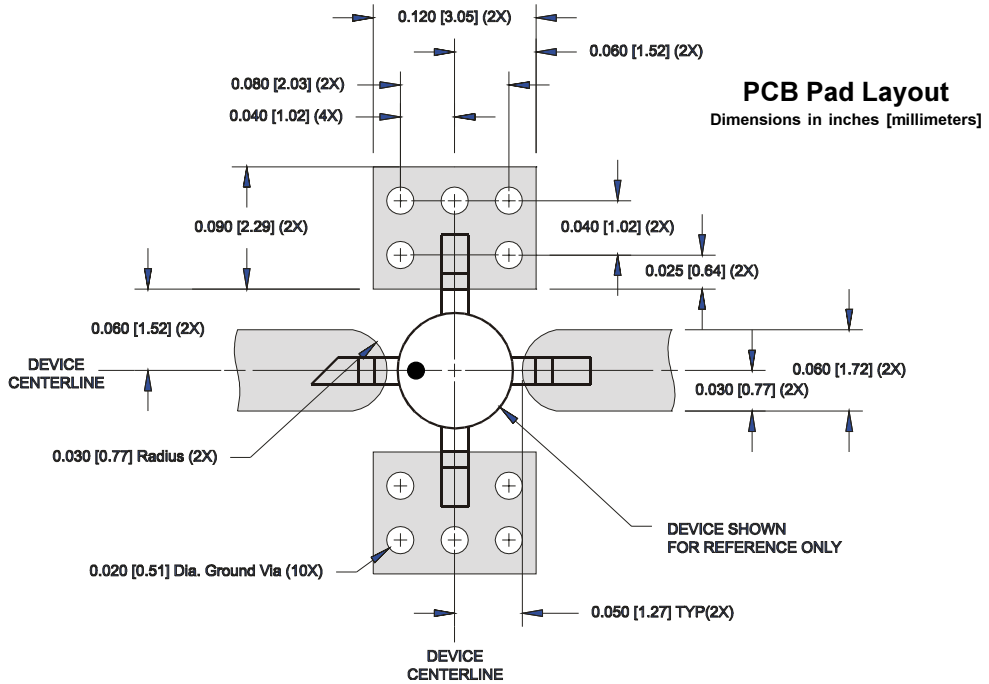 0.120 [3.05] (2X)
0.060 [1.52] (2X)
0.080 [2.03] (2X)
0.040 [1.02] (4X)
PCB Pad Layout
Dimensions in inches [millimeters]
0.090 [2.29] (2X)
0.040 [1.02] (2X)
0.025 [0.64] (2X)
0.060 [1.52] (2X)
DEVICE
CENTERLINE
0.060 [1.72] (2X)
0.030 [0.77] (2X)
0.030 [0.77] Radius (2X)
DEVICE SHOWN
FOR REFERENCE ONLY
0.020 [0.51] Dia. Ground Via (10X)
0.050 [1.27] TYP(2X)
DEVICE
CENTERLINE